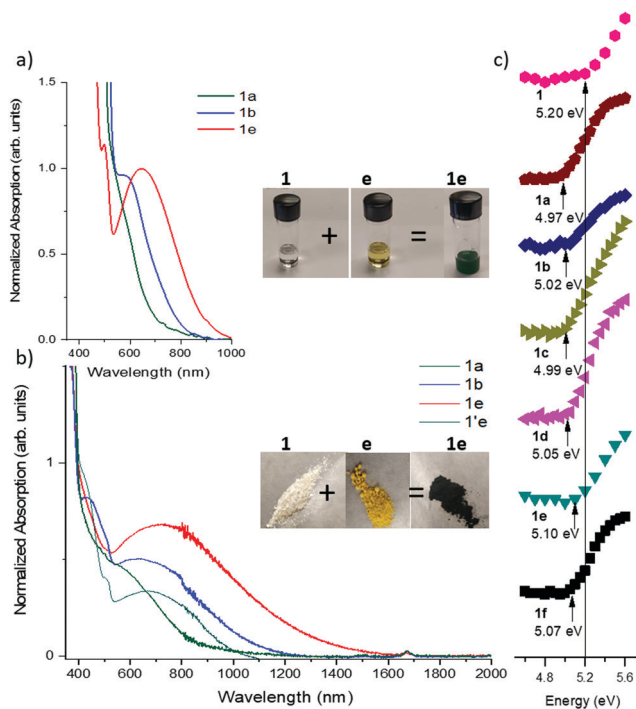 a)
1.5
1.0
0.5
0.0
Normalized Absorption (arb. units)
400 600 800 1000
Wavelength (nm)
1a
1b
1e
1 e 1e
+ =
b)
1
0
Normalized Absorption (arb. units)
400 600 800 1000 1200 1400 1600 1800 2000
Wavelength (nm)
1a
1b
1e
1'e
1 e 1e
+ =
c)
1
5.20 eV
1a
4.97 eV
1b
5.02 eV
1c
4.99 eV
1d
5.05 eV
1e
5.10 eV
1f
5.07 eV
4.8 5.2 5.6
Energy (eV)